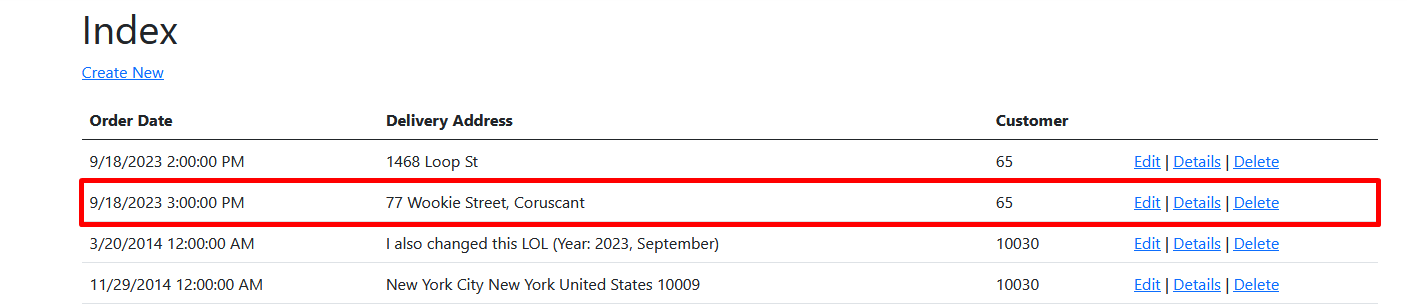 Index
Create New
Order Date Delivery Address Customer
9/18/2023 2:00:00 PM 1468 Loop St 65 Edit | Details | Delete
9/18/2023 3:00:00 PM 77 Wookie Street, Coruscant 65 Edit | Details | Delete
3/20/2014 12:00:00 AM I also changed this LOL (Year: 2023, September) 10030 Edit | Details | Delete
11/29/2014 12:00:00 AM New York City New York United States 10009 10030 Edit | Details | Delete